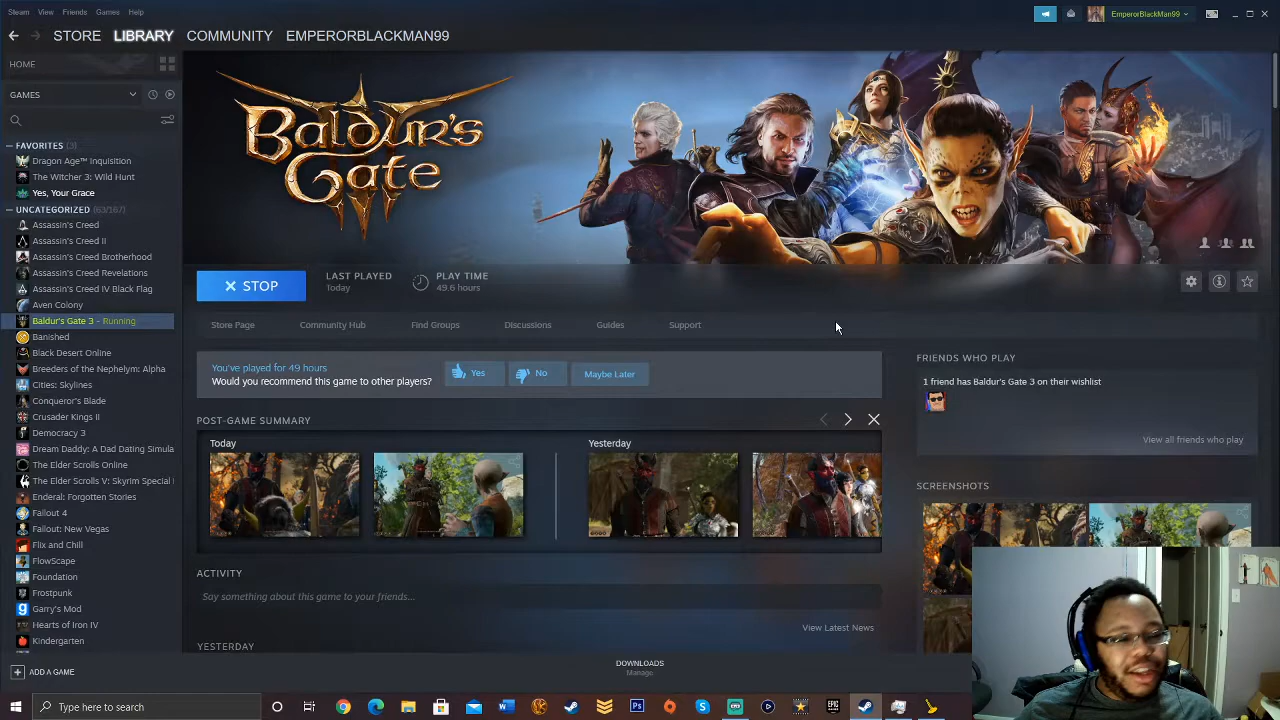 Steam View Friends Games Help
EmperorBlackMan99
STORE LIBRARY COMMUNITY EMPERORBLACKMAN99
HOME
GAMES
FAVORITES (3)
Dragon Age™ Inquisition
The Witcher 3: Wild Hunt
Yes, Your Grace
UNCATEGORIZED (63/167)
Assassin's Creed
Assassin's Creed II
Assassin's Creed Brotherhood
Assassin's Creed Revelations
Assassin's Creed IV Black Flag
Aven Colony
Baldur's Gate 3 - Running
Banished
Black Desert Online
Breeders of the Nephelym: Alpha
Cities: Skylines
Conqueror's Blade
Crusader Kings II
Democracy 3
Dream Daddy: A Dad Dating Simula
The Elder Scrolls Online
The Elder Scrolls V: Skyrim Special
Enderal: Forgotten Stories
Fallout 4
Fallout: New Vegas
Flix and Chill
FlowScape
Foundation
Frostpunk
Garry's Mod
Hearts of Iron IV
Kindergarten
ADD A GAME
BALDUR'S
GATE
STOP
LAST PLAYED
Today
PLAY TIME
49.6 hours
Store Page Community Hub Find Groups Discussions Guides Support
You've played for 49 hours
Would you recommend this game to other players?
Yes No Maybe Later
POST-GAME SUMMARY
Today Yesterday
ACTIVITY
Say something about this game to your friends...
View Latest News
YESTERDAY
FRIENDS WHO PLAY
1 friend has Baldur's Gate 3 on their wishlist
View all friends who play
SCREENSHOTS
DOWNLOADS
Manage
Type here to search